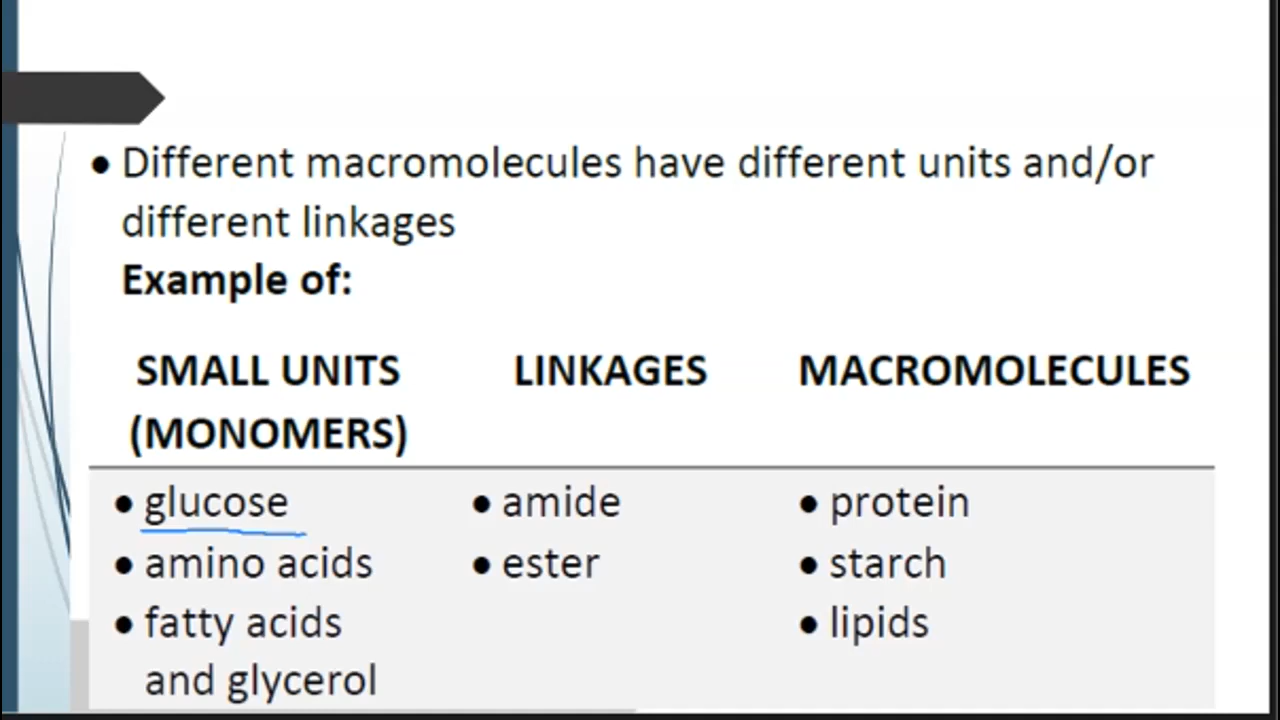 ● Different macromolecules have different units and/or
different linkages
Example of:
SMALL UNITS
(MONOMERS)
● glucose
● amino acids
● fatty acids
and glycerol
LINKAGES
● amide
● ester
MACROMOLECULES
● protein
● starch
● lipids